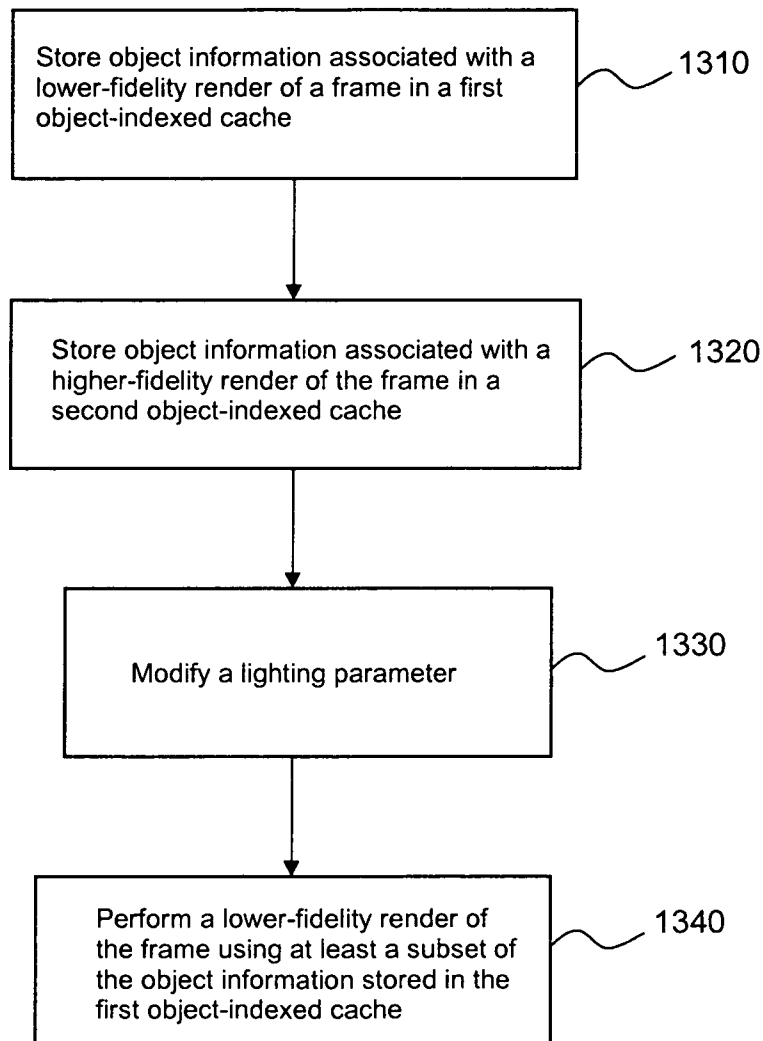 Store object information associated with a
lower-fidelity render of a frame in a first
object-indexed cache
1310
Store object information associated with a
higher-fidelity render of the frame in a
second object-indexed cache
1320
Modify a lighting parameter
1330
Perform a lower-fidelity render of
the frame using at least a subset of
the object information stored in the
first object-indexed cache
1340